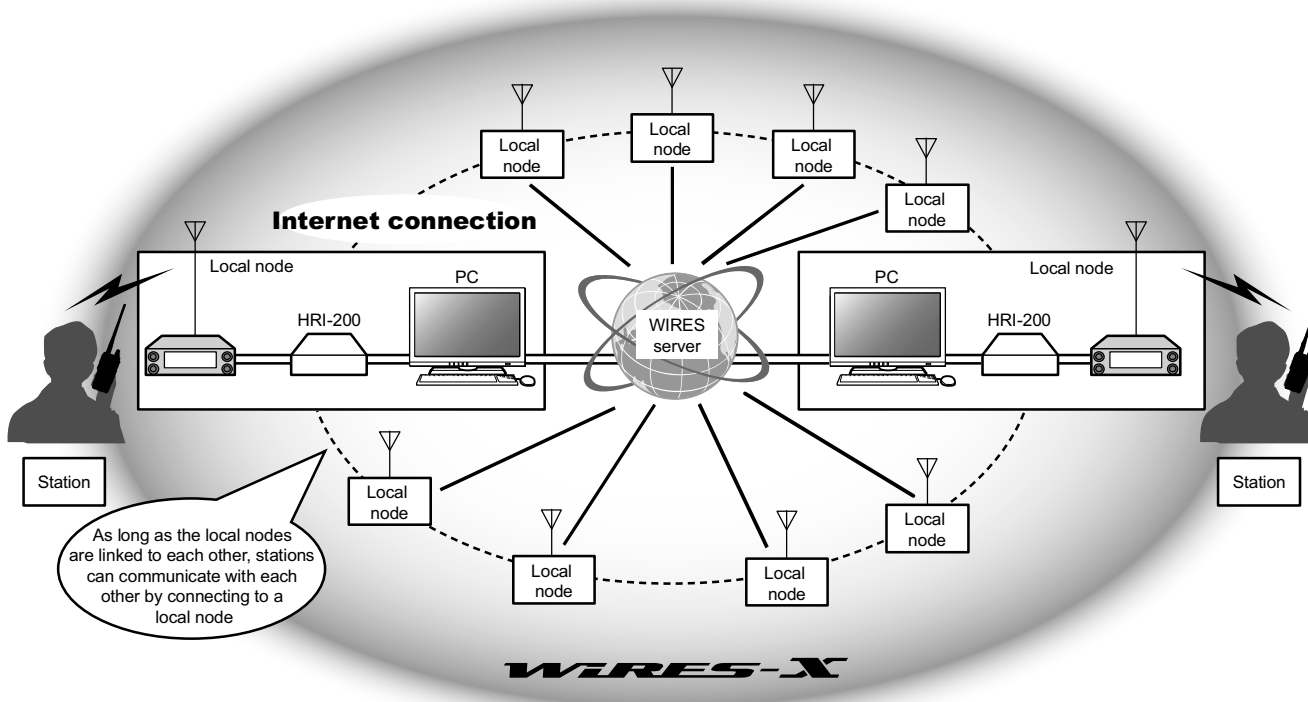 Local
node
Local
node
Local
node
Local
node
Internet connection
Local node
PC
HRI-200
WIRES
server
PC
Local node
HRI-200
Station
Station
Local
node
Local
node
Local
node
Local
node
As long as the local nodes
are linked to each other, stations
can communicate with each
other by connecting to a
local node
WiRES-X